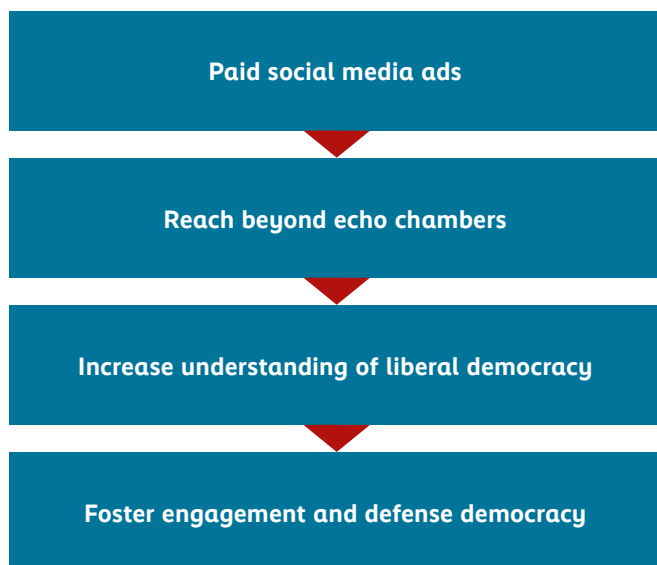 Paid social media ads
Reach beyond echo chambers
Increase understanding of liberal democracy
Foster engagement and defense democracy